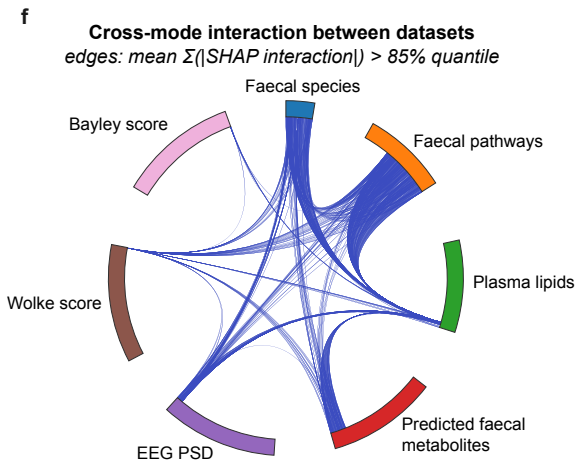 f
Cross-mode interaction between datasets
edges: mean Σ(|SHAP interaction|) > 85% quantile
Faecal species
Bayley score
Faecal pathways
Plasma lipids
Wolke score
Predicted faecal
metabolites
EEG PSD